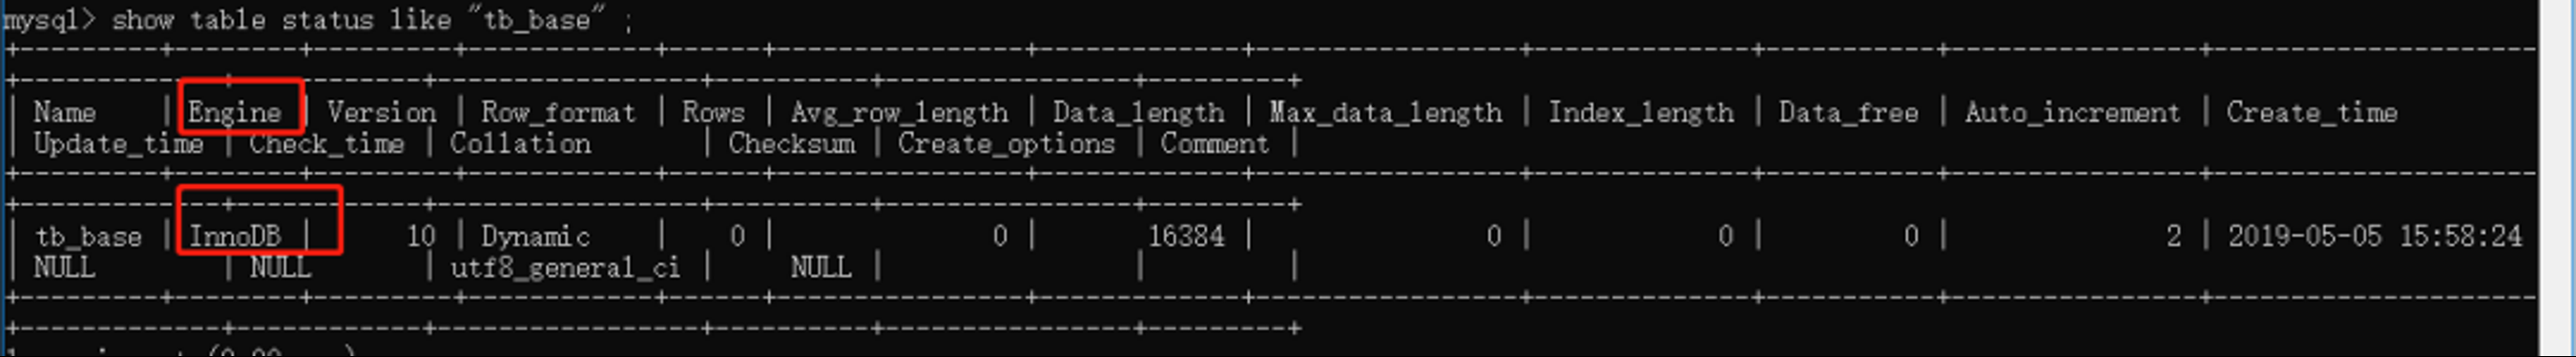 mysql> show table status like "tb_base" ;
+---------+--------+---------+------------+------+----------------+-------------+-----------------+--------------+-----------+----------------+---------------------
+-------------+------------+-----------------+----------+----------------+---------+
| Name | Engine | Version | Row_format | Rows | Avg_row_length | Data_length | Max_data_length | Index_length | Data_free | Auto_increment | Create_time
| Update_time | Check_time | Collation | Checksum | Create_options | Comment |
+---------+--------+---------+------------+------+----------------+-------------+-----------------+--------------+-----------+----------------+---------------------
+-------------+------------+-----------------+----------+----------------+---------+
| tb_base | InnoDB | 10 | Dynamic | 0 | 0 | 16384 | 0 | 0 | 0 | 2 | 2019-05-05 15:58:24
| NULL | NULL | utf8_general_ci | NULL | | |
+---------+--------+---------+------------+------+----------------+-------------+-----------------+--------------+-----------+----------------+---------------------
+-------------+------------+-----------------+----------+----------------+---------+